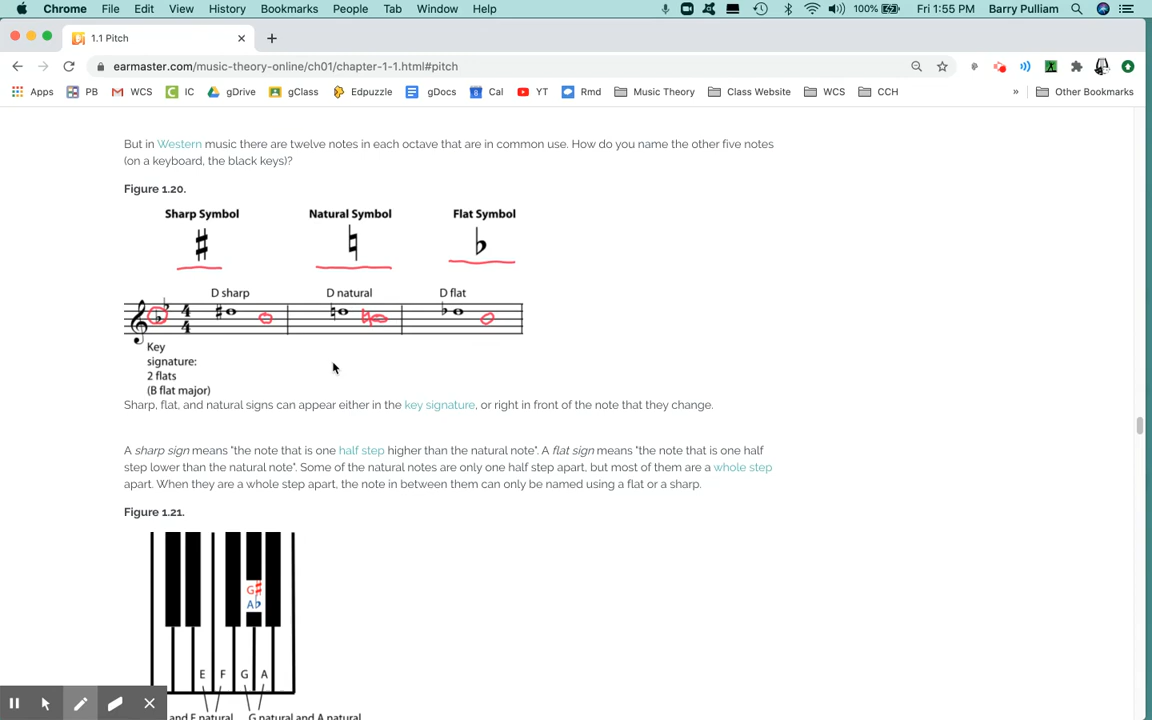 Chrome File Edit View History Bookmarks People Tab Window Help 100% Fri 1:55 PM Barry Pulliam
1.1 Pitch
earmaster.com/music-theory-online/ch01/chapter-1-1.html#pitch
Apps PB WCS IC gDrive gClass Edpuzzle gDocs Cal YT Rmd Music Theory Class Website WCS CCH » Other Bookmarks
But in Western music there are twelve notes in each octave that are in common use. How do you name the other five notes
(on a keyboard, the black keys)?
Figure 1.20.
Sharp Symbol Natural Symbol Flat Symbol
♯ ♮ ♭
D sharp D natural D flat
4
4
Key
signature:
2 flats
(B flat major)
Sharp, flat, and natural signs can appear either in the key signature, or right in front of the note that they change.
A sharp sign means "the note that is one half step higher than the natural note". A flat sign means "the note that is one half
step lower than the natural note". Some of the natural notes are only one half step apart, but most of them are a whole step
apart. When they are a whole step apart, the note in between them can only be named using a flat or a sharp.
Figure 1.21.
G♯
A♭
E F G A
and F natural G natural and A natural